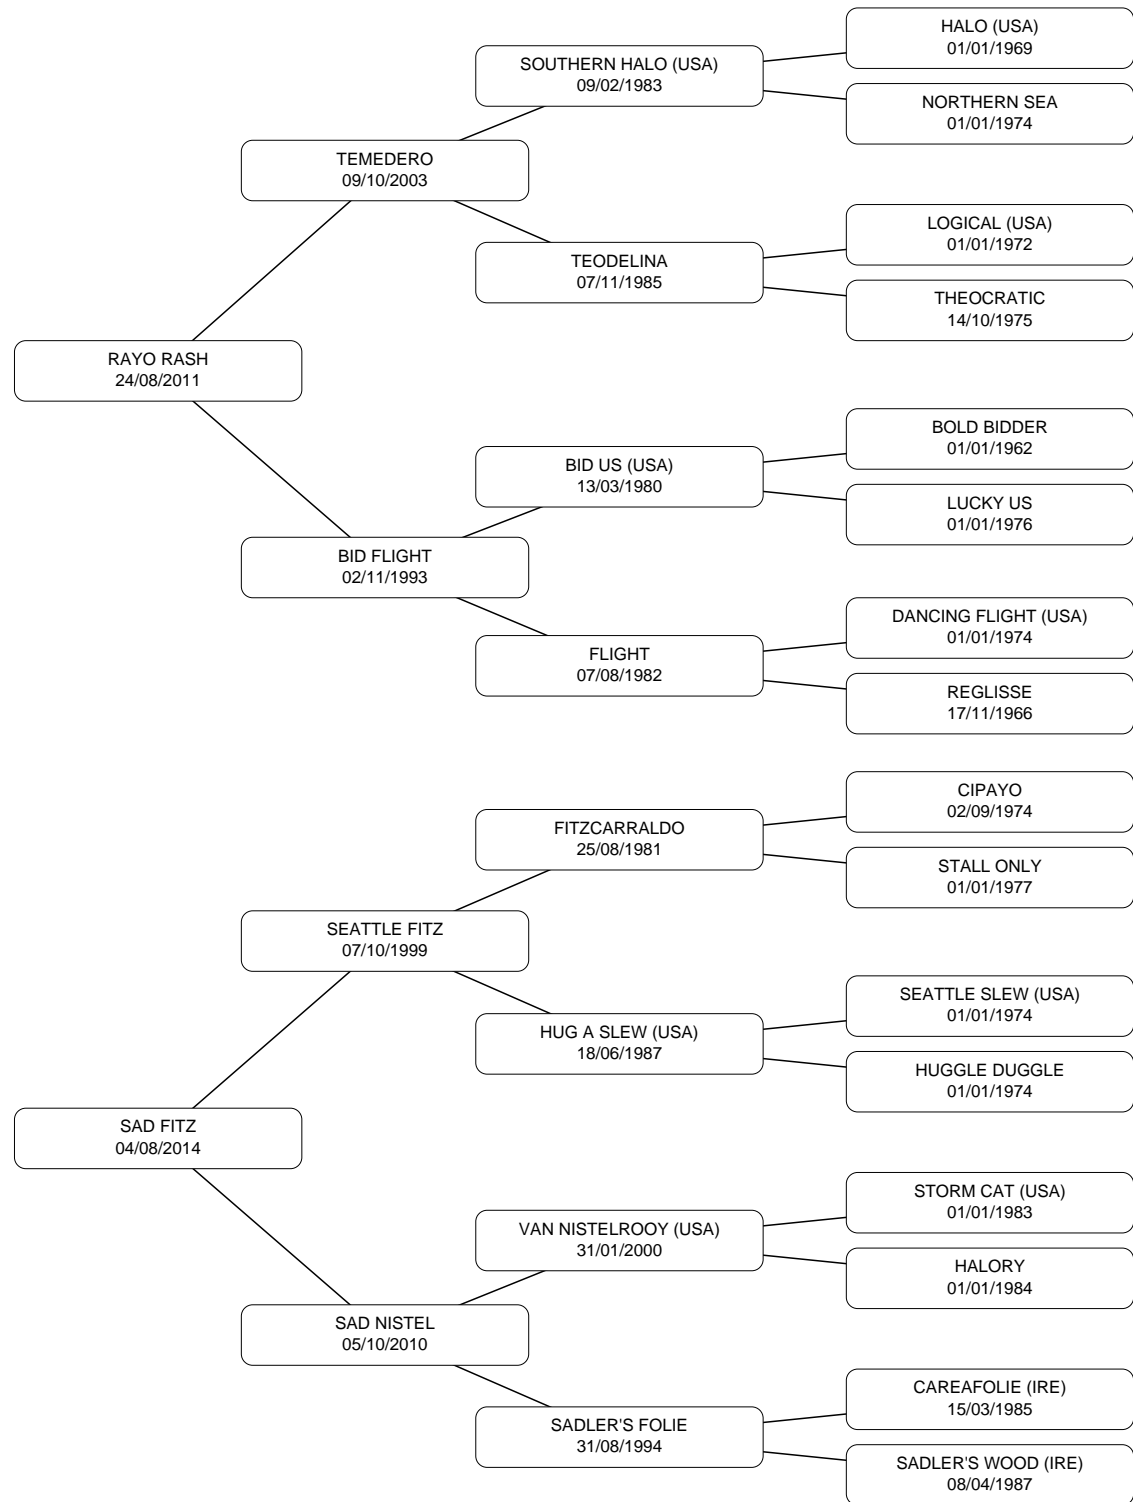 HALO (USA)
01/01/1969
SOUTHERN HALO (USA)
09/02/1983
NORTHERN SEA
01/01/1974
TEMEDERO
09/10/2003
LOGICAL (USA)
01/01/1972
TEODELINA
07/11/1985
THEOCRATIC
14/10/1975
RAYO RASH
24/08/2011
BOLD BIDDER
01/01/1962
BID US (USA)
13/03/1980
LUCKY US
01/01/1976
BID FLIGHT
02/11/1993
DANCING FLIGHT (USA)
01/01/1974
FLIGHT
07/08/1982
REGLISSE
17/11/1966
CIPAYO
02/09/1974
FITZCARRALDO
25/08/1981
STALL ONLY
01/01/1977
SEATTLE FITZ
07/10/1999
SEATTLE SLEW (USA)
01/01/1974
HUG A SLEW (USA)
18/06/1987
HUGGLE DUGGLE
01/01/1974
SAD FITZ
04/08/2014
STORM CAT (USA)
01/01/1983
VAN NISTELROOY (USA)
31/01/2000
HALORY
01/01/1984
SAD NISTEL
05/10/2010
CAREAFOLIE (IRE)
15/03/1985
SADLER'S FOLIE
31/08/1994
SADLER'S WOOD (IRE)
08/04/1987